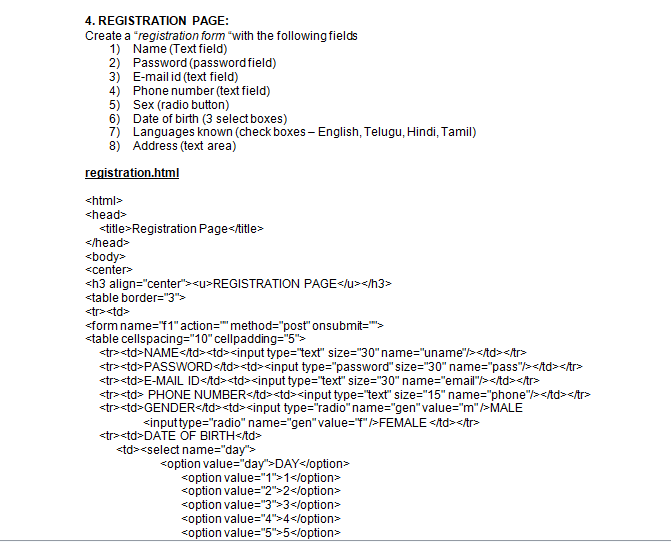 4. REGISTRATION PAGE:
Create a “registration form “with the following fields
1) Name (Text field)
2) Password (password field)
3) E-mail id (text field)
4) Phone number (text field)
5) Sex (radio button)
6) Date of birth (3 select boxes)
7) Languages known (check boxes – English, Telugu, Hindi, Tamil)
8) Address (text area)
registration.html
<html>
<head>
<title>Registration Page</title>
</head>
<body>
<center>
<h3 align="center"><u>REGISTRATION PAGE</u></h3>
<table border="3">
<tr><td>
<form name="f1" action="" method="post" onsubmit="">
<table cellspacing="10" cellpadding="5">
<tr><td>NAME</td><td><input type="text" size="30" name="uname"/></td></tr>
<tr><td>PASSWORD</td><td><input type="password" size="30" name="pass"/></td></tr>
<tr><td>E-MAIL ID</td><td><input type="text" size="30" name="email"/></td></tr>
<tr><td> PHONE NUMBER</td><td><input type="text" size="15" name="phone"/></td></tr>
<tr><td>GENDER</td><td><input type="radio" name="gen" value="m" />MALE
<input type="radio" name="gen" value="f" />FEMALE </td></tr>
<tr><td>DATE OF BIRTH</td>
<td><select name="day">
<option value="day">DAY</option>
<option value="1">1</option>
<option value="2">2</option>
<option value="3">3</option>
<option value="4">4</option>
<option value="5">5</option>